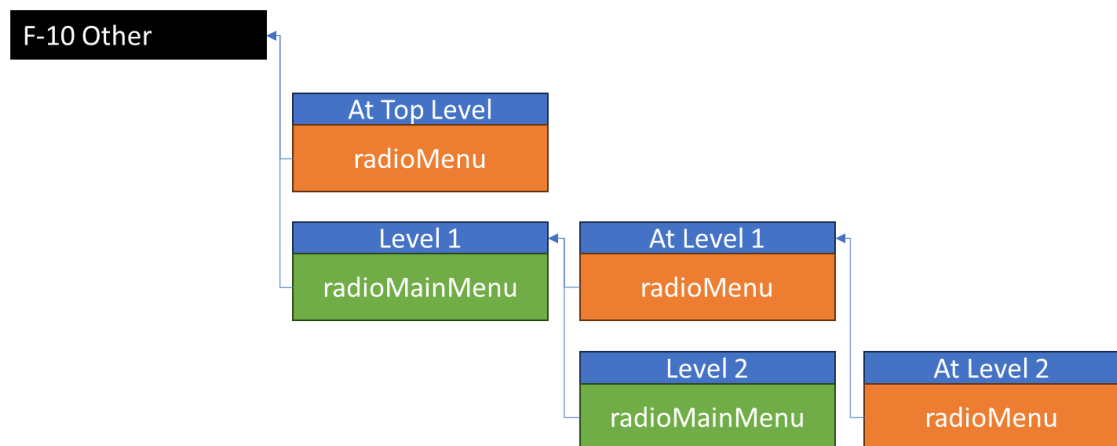 F-10 Other
At Top Level
radioMenu
Level 1
radioMainMenu
At Level 1
radioMenu
Level 2
radioMainMenu
At Level 2
radioMenu